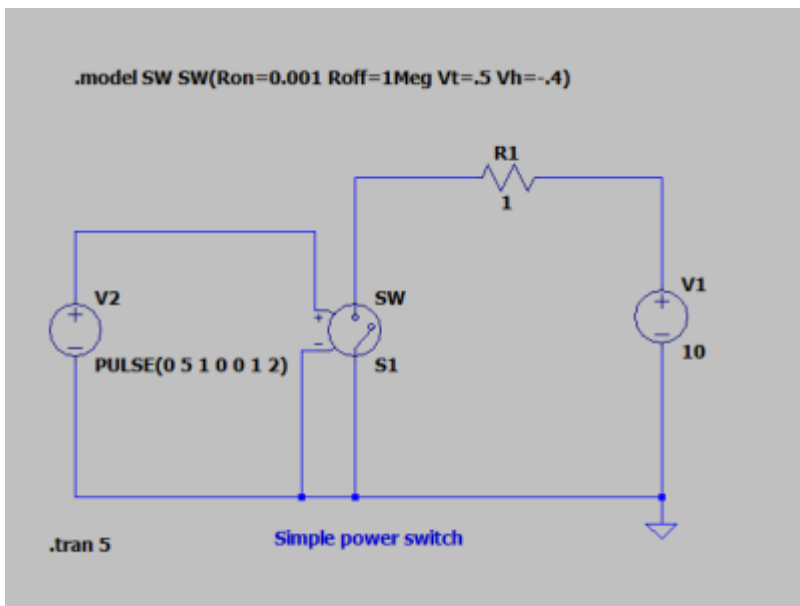 .model SW SW(Ron=0.001 Roff=1Meg Vt=.5 Vh=-.4)
R1
1
V2
PULSE(0 5 1 0 0 1 2)
SW
S1
V1
10
.tran 5
Simple power switch